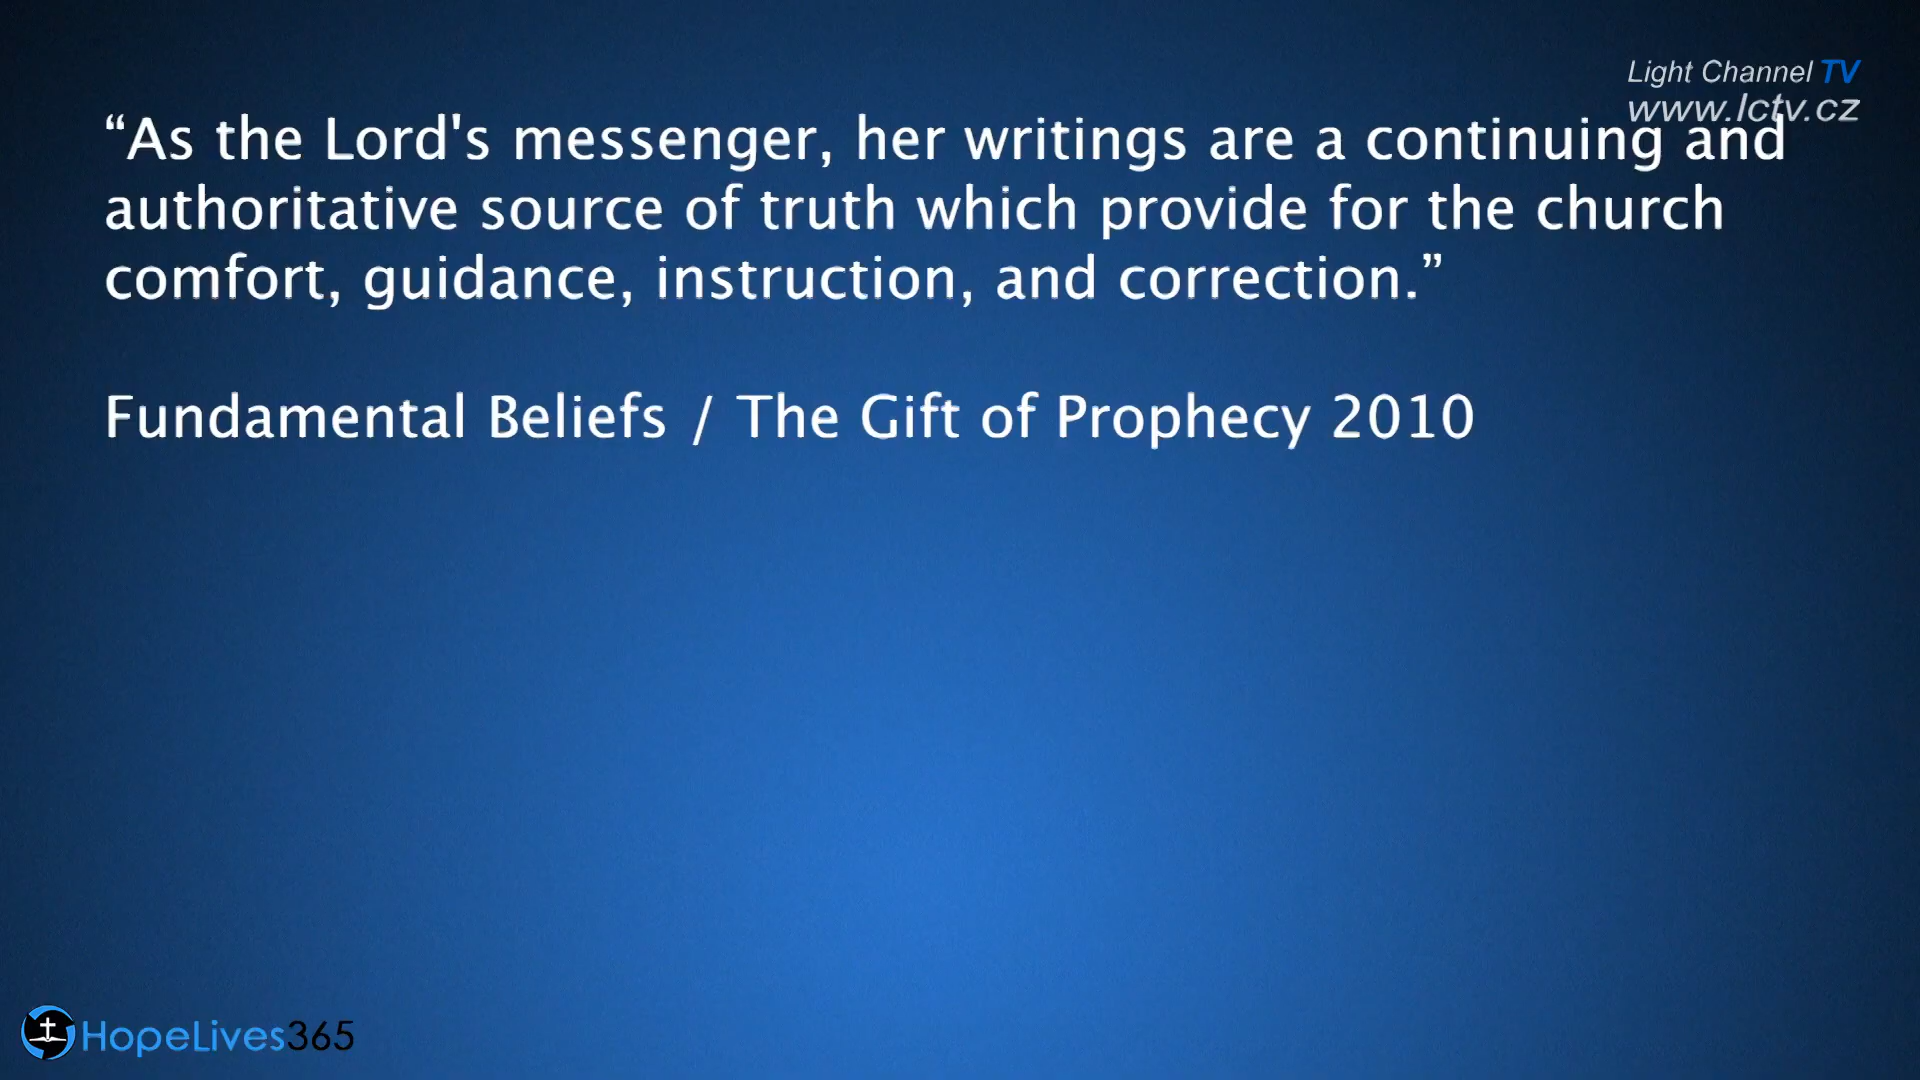 Light Channel TV
www.lctv.cz
“As the Lord's messenger, her writings are a continuing and
authoritative source of truth which provide for the church
comfort, guidance, instruction, and correction.”
Fundamental Beliefs / The Gift of Prophecy 2010
HopeLives365